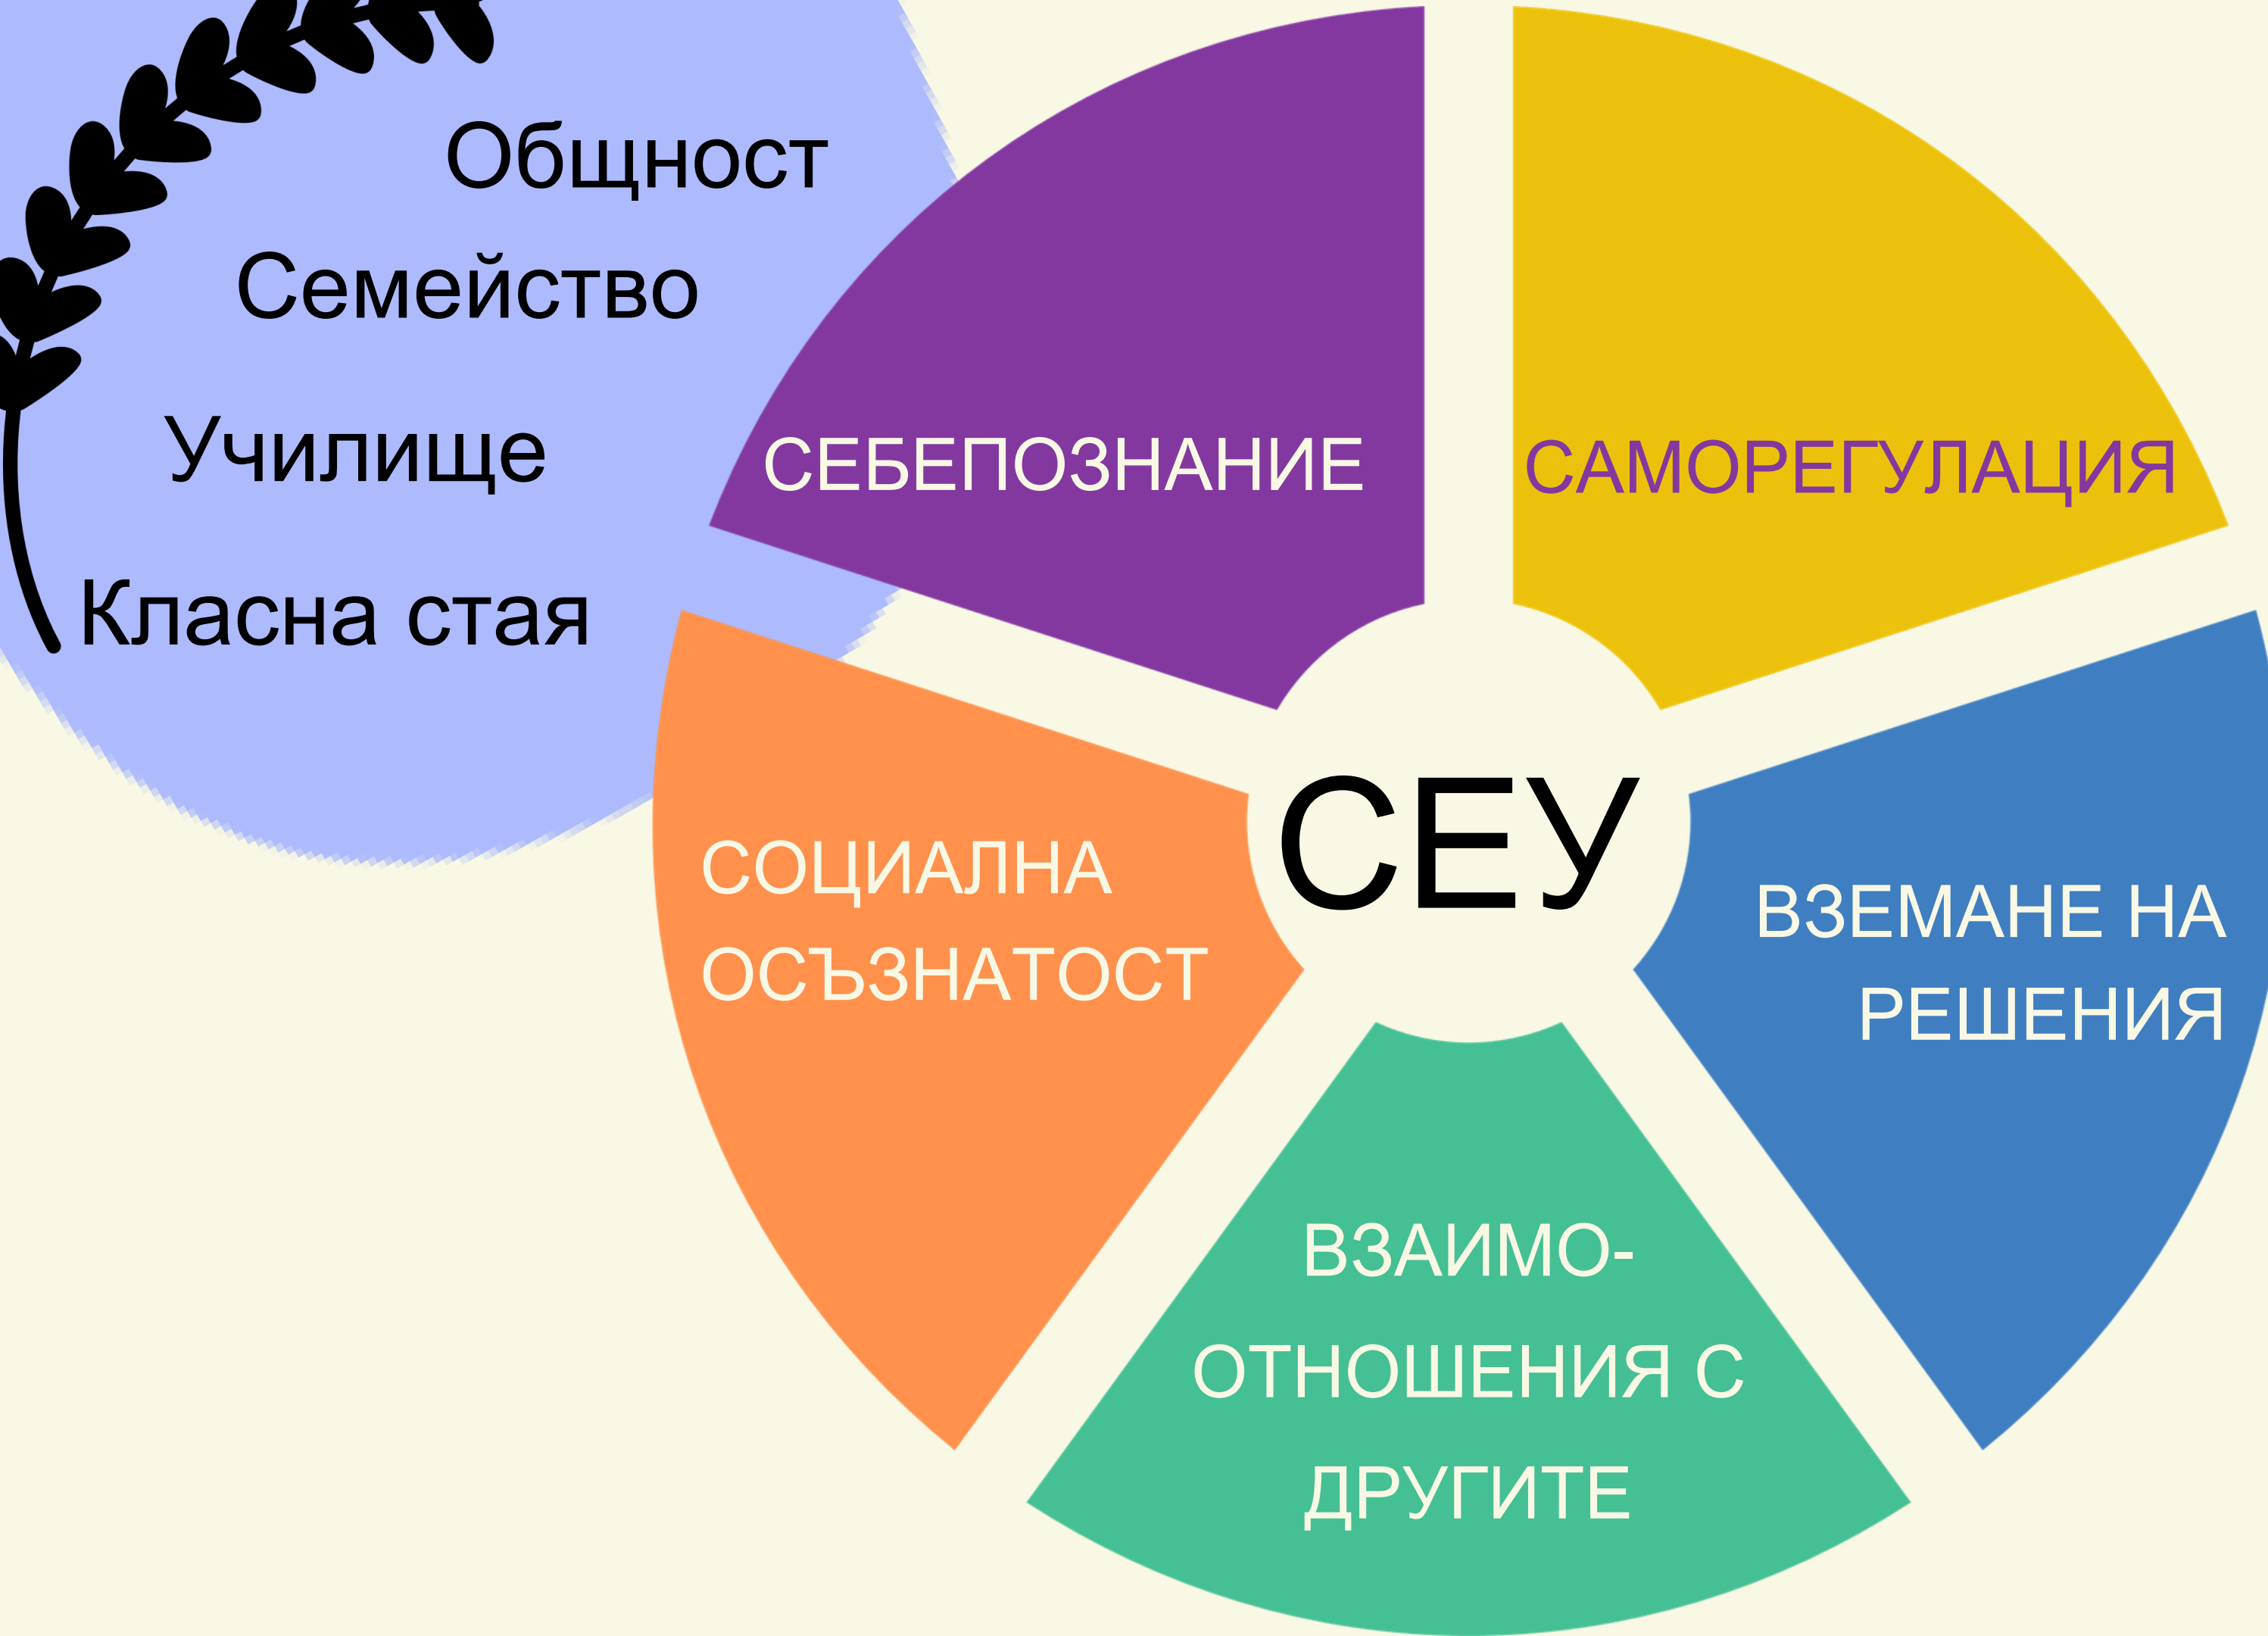 Общност
Семейство
Училище
Класна стая
СЕБЕПОЗНАНИЕ
САМОРЕГУЛАЦИЯ
СЕУ
СОЦИАЛНА
ОСЪЗНАТОСТ
ВЗЕМАНЕ НА
РЕШЕНИЯ
ВЗАИМО-
ОТНОШЕНИЯ С
ДРУГИТЕ